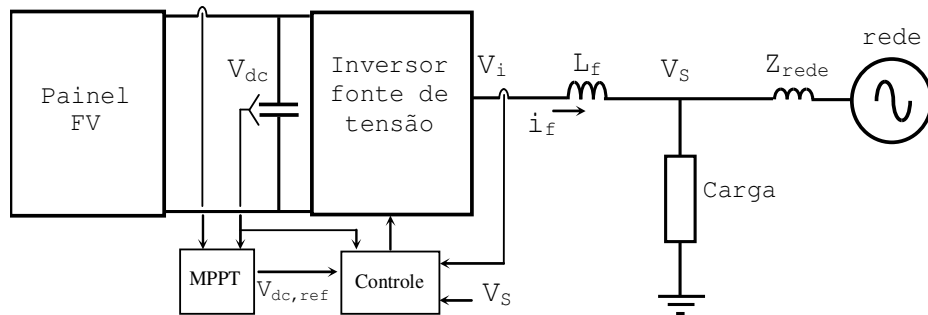 Painel
FV
V_dc
Inversor
fonte de
tensão
V_i
L_f
i_f
V_S
Z_rede
rede
Carga
MPPT
V_dc,ref
Controle
V_S